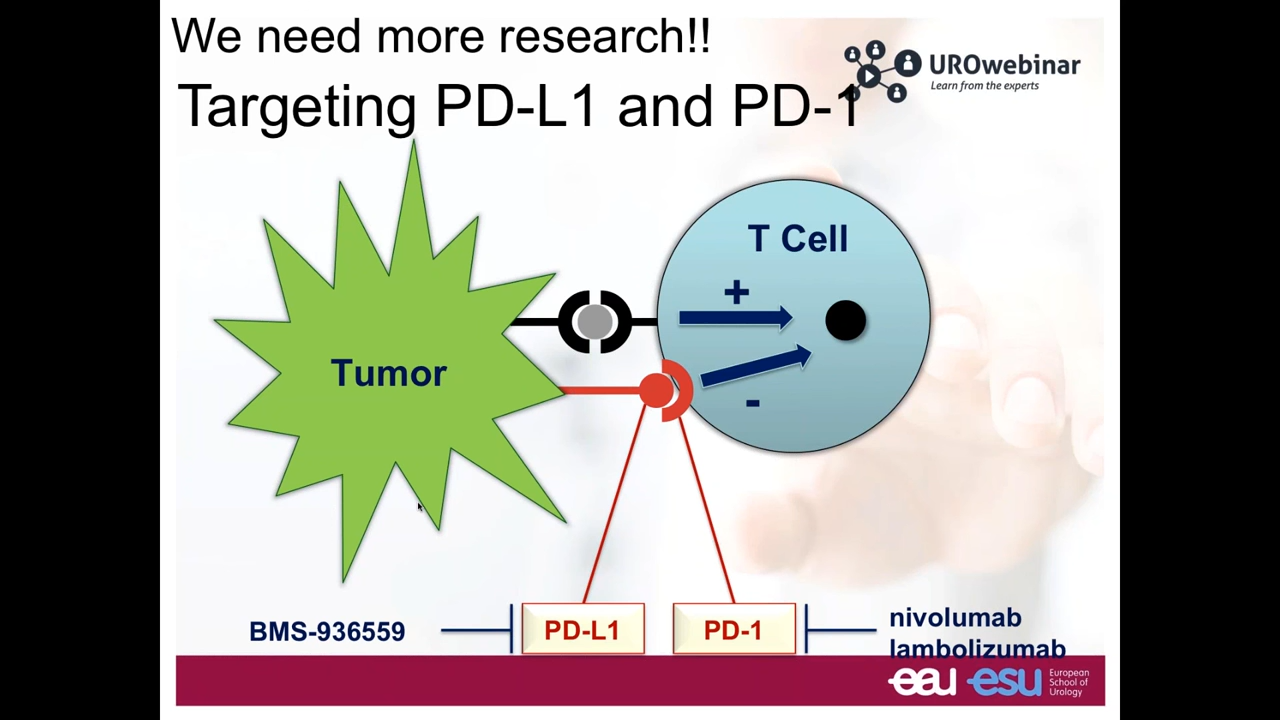 We need more research!!
Targeting PD-L1 and PD-1
UROwebinar
Learn from the experts
T Cell
+
Tumor
-
BMS-936559
PD-L1
PD-1
nivolumab
lambolizumab
eau esu European
School of
Urology